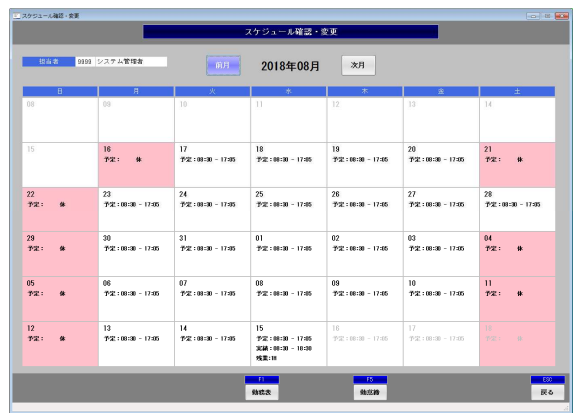 スケジュール確認・変更
スケジュール確認・変更
担当者 9999 システム管理者 前月 2018年08月 次月
日 月 火 水 木 金 土
08 09 10 11 12 13 14
15 16 17 18 19 20 21
予定： 休 予定：08:30 - 17:05 予定：08:30 - 17:05 予定：08:30 - 17:05 予定：08:30 - 17:05 予定： 休
22 23 24 25 26 27 28
予定： 休 予定：08:30 - 17:05 予定：08:30 - 17:05 予定：08:30 - 17:05 予定：08:30 - 17:05 予定：08:30 - 17:05 予定：08:30 - 17:05
29 30 31 01 02 03 04
予定： 休 予定：08:30 - 17:05 予定：08:30 - 17:05 予定：08:30 - 17:05 予定：08:30 - 17:05 予定：08:30 - 17:05 予定： 休
05 06 07 08 09 10 11
予定： 休 予定：08:30 - 17:05 予定：08:30 - 17:05 予定：08:30 - 17:05 予定：08:30 - 17:05 予定：08:30 - 17:05 予定： 休
12 13 14 15 16 17 18
予定： 休 予定：08:30 - 17:05 予定：08:30 - 17:05 予定：08:30 - 17:05 予定：08:30 - 17:05 予定：08:30 - 17:05 予定： 休
実績：08:30 - 18:30
残業:1H
F1 F5 ESC
勤務表 戻る